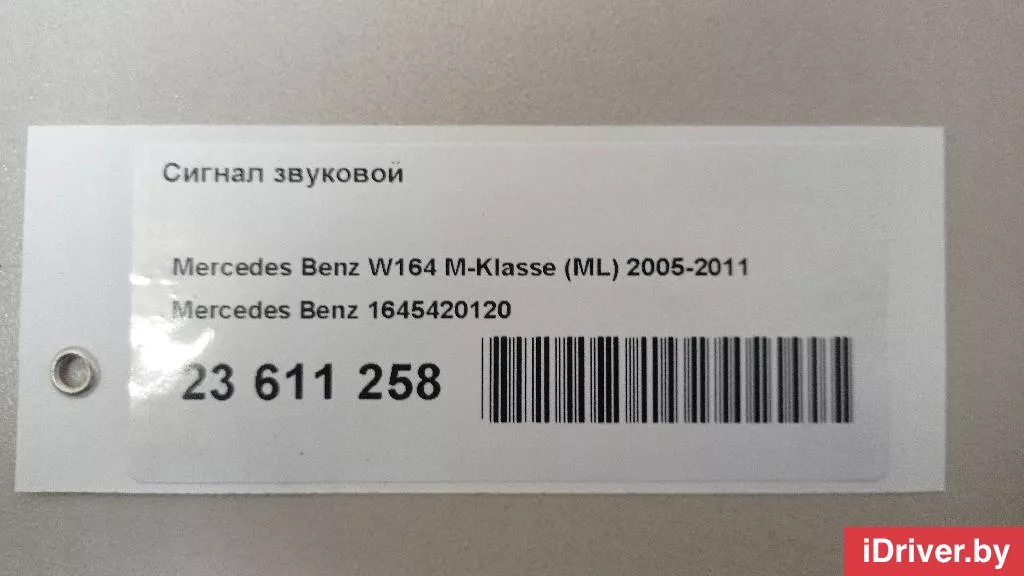 Сигнал звуковой
Mercedes Benz W164 M-Klasse (ML) 2005-2011
Mercedes Benz 1645420120
23 611 258
iDriver.by